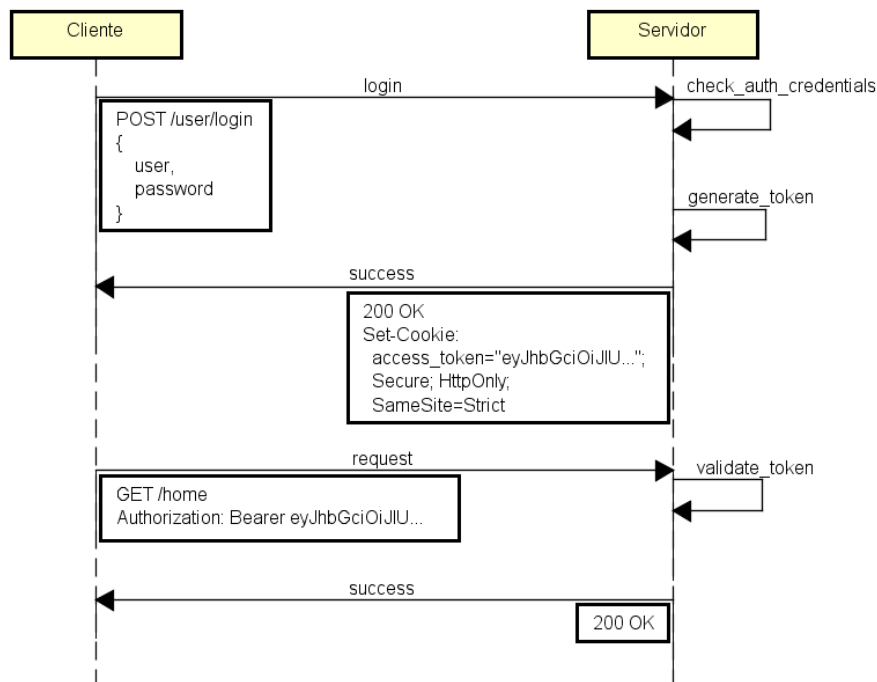 Cliente
Servidor
login
check_auth_credentials
POST /user/login
{
user,
password
}
generate_token
success
200 OK
Set-Cookie:
access_token="eyJhbGciOiJIU...";
Secure; HttpOnly;
SameSite=Strict
request
validate_token
GET /home
Authorization: Bearer eyJhbGciOiJIU...
success
200 OK